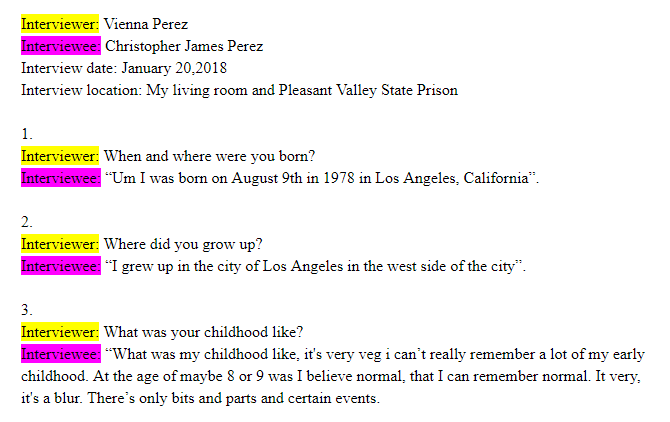 Interviewer: Vienna Perez
Interviewee: Christopher James Perez
Interview date: January 20,2018
Interview location: My living room and Pleasant Valley State Prison
1.
Interviewer: When and where were you born?
Interviewee: “Um I was born on August 9th in 1978 in Los Angeles, California”.
2.
Interviewer: Where did you grow up?
Interviewee: “I grew up in the city of Los Angeles in the west side of the city”.
3.
Interviewer: What was your childhood like?
Interviewee: “What was my childhood like, it's very veg i can’t really remember a lot of my early
childhood. At the age of maybe 8 or 9 was I believe normal, that I can remember normal. It very,
it's a blur. There’s only bits and parts and certain events.